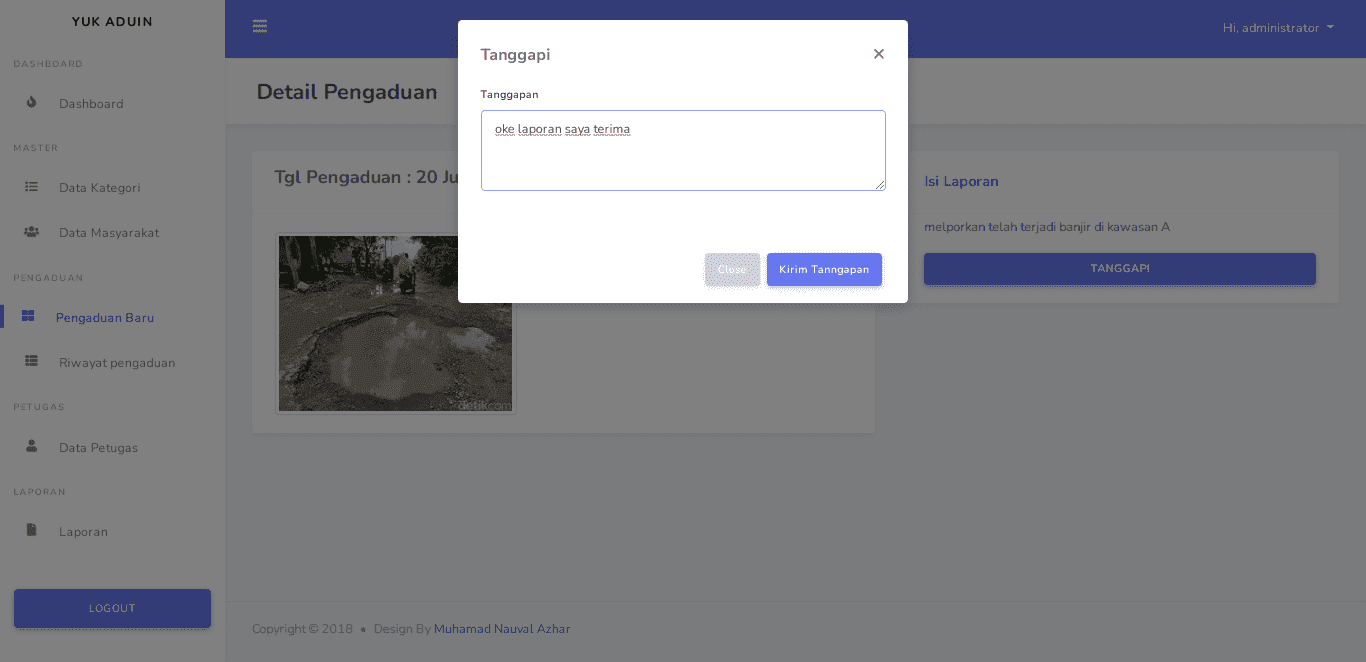 YUK ADUIN
Hi, administrator
DASHBOARD
Dashboard
MASTER
Data Kategori
Data Masyarakat
PENGADUAN
Pengaduan Baru
Riwayat pengaduan
PETUGAS
Data Petugas
LAPORAN
Laporan
LOGOUT
Detail Pengaduan
Tgl Pengaduan : 20 Ju
detikcom
Tanggapi
Tanggapan
oke laporan saya terima
Close
Kirim Tanngapan
Isi Laporan
melporkan telah terjadi banjir di kawasan A
TANGGAPI
Copyright © 2018 • Design By Muhamad Nauval Azhar